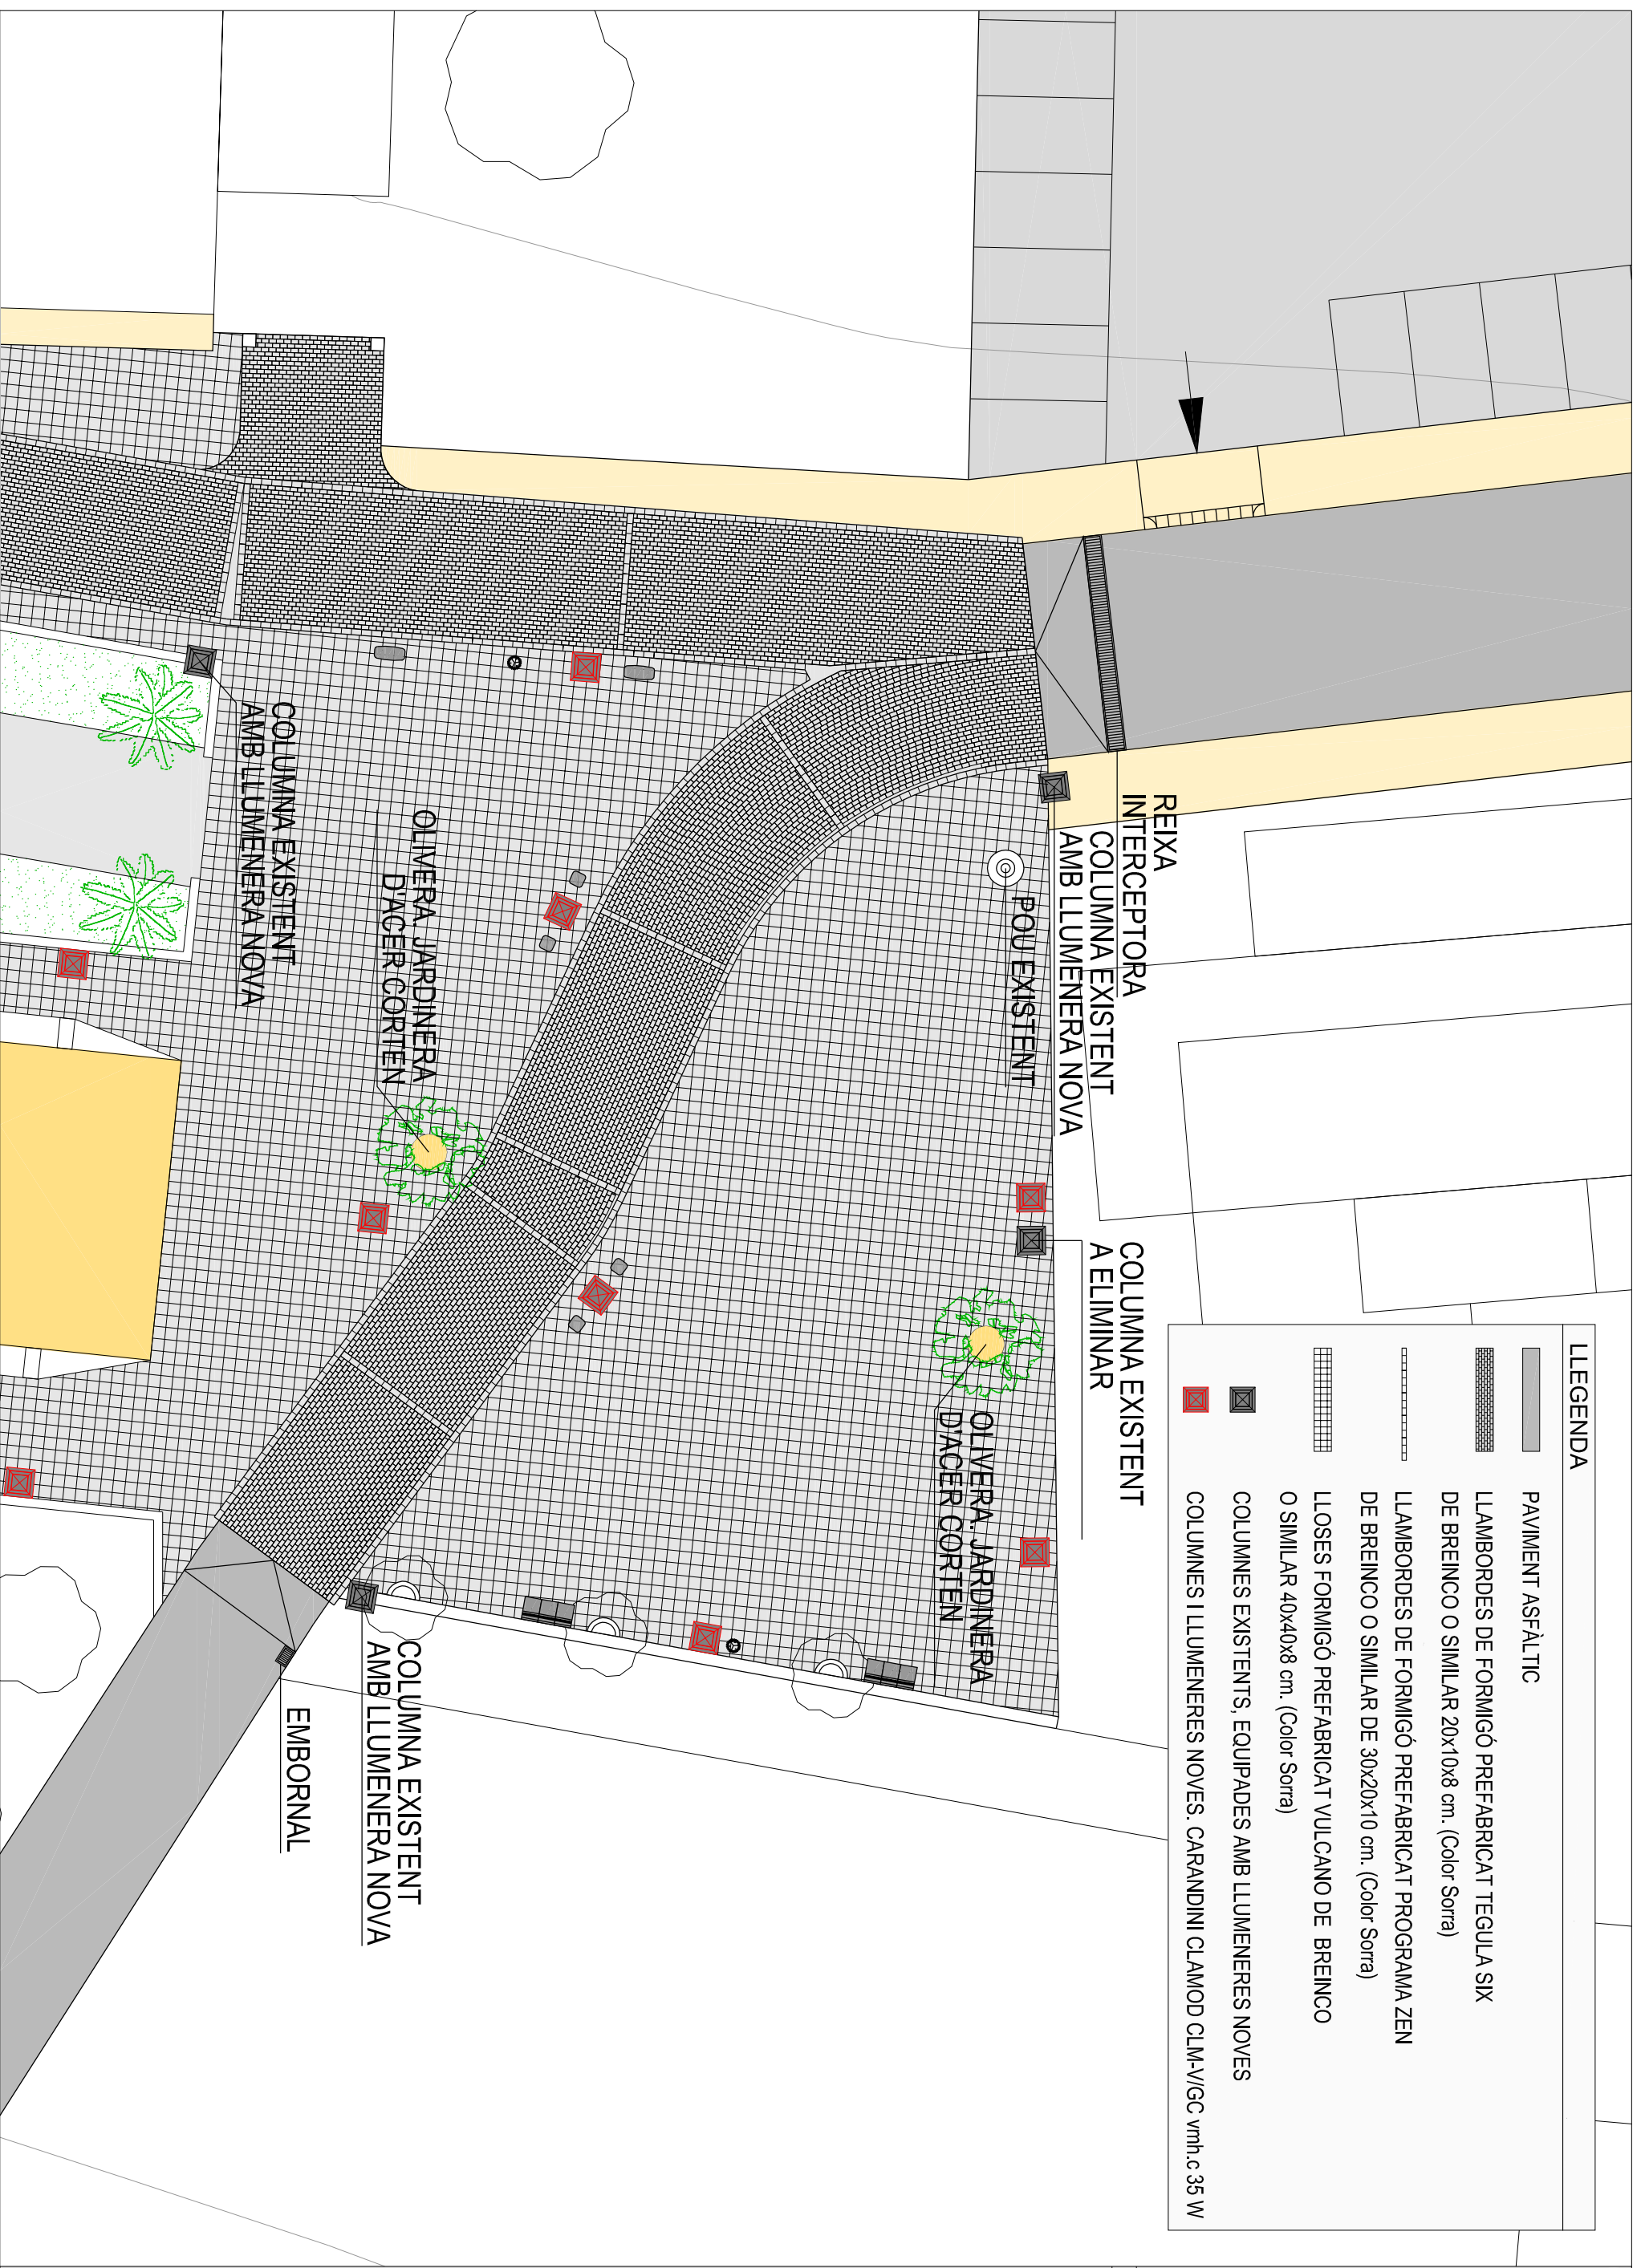 LLEGENDA
PAVIMENT ASFÀLTIC
LLAMBORDES DE FORMIGÓ PREFABRICAT TEGULA SIX
DE BREINCO O SIMILAR 20x10x8 cm. (Color Sorra)
LLAMBORDES DE FORMIGÓ PREFABRICAT PROGRAMA ZEN
DE BREINCO O SIMILAR DE 30x20x10 cm. (Color Sorra)
LLOSES FORMIGÓ PREFABRICAT VULCANO DE BREINCO
O SIMILAR 40x40x8 cm. (Color Sorra)
COLUMNES EXISTENTS, EQUIPADES AMB LLUMENERES NOVES
COLUMNES I LLUMENERES NOVES. CARANDINI CLAMOD CLM-V/GC vmh.c 35 W
REIXA
INTERCEPTORA
COLUMNA EXISTENT
AMB LLUMENERA NOVA
COLUMNA EXISTENT
A ELIMINAR
POU EXISTENT
OLIVERA. JARDINERA
D'ACER CORTEN
OLIVERA. JARDINERA
D'ACER CORTEN
COLUMNA EXISTENT
AMB LLUMENERA NOVA
COLUMNA EXISTENT
AMB LLUMENERA NOVA
EMBORNAL